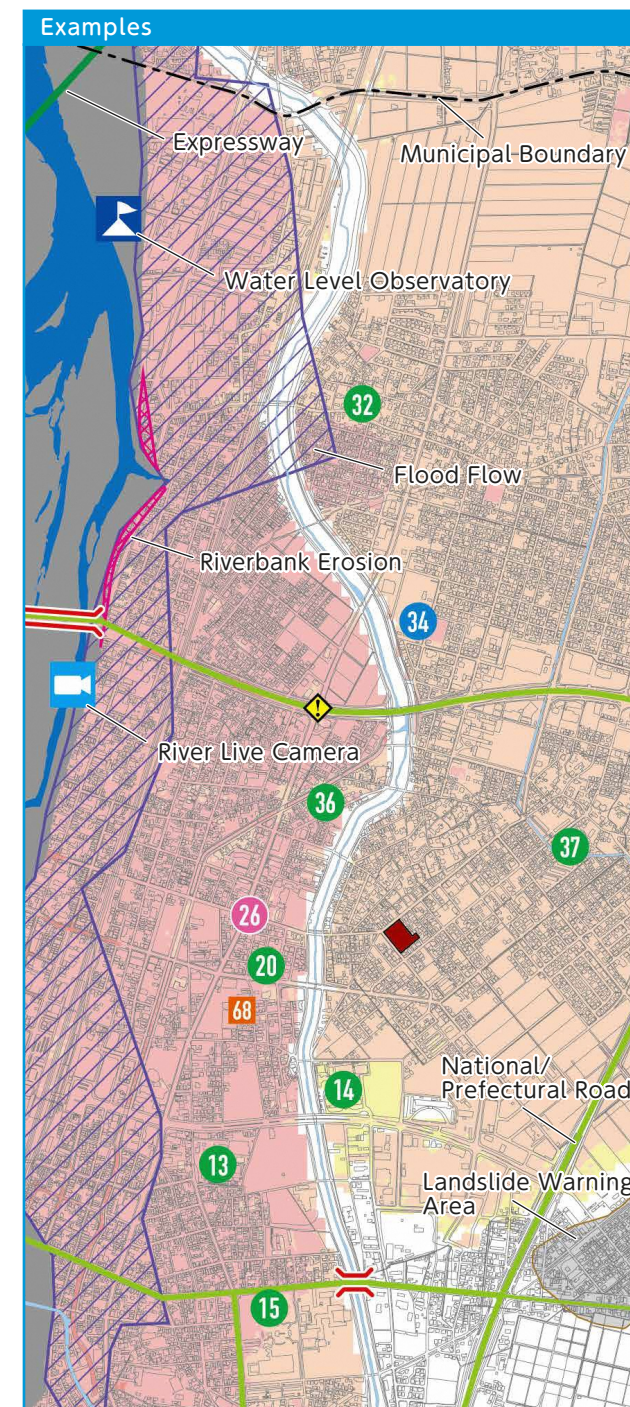 Examples
Expressway
Municipal Boundary
Water Level Observatory
32
Flood Flow
Riverbank Erosion
34
!
River Live Camera
36
37
26
20
68
National/
Prefectural Road
14
13
Landslide Warning
Area
15